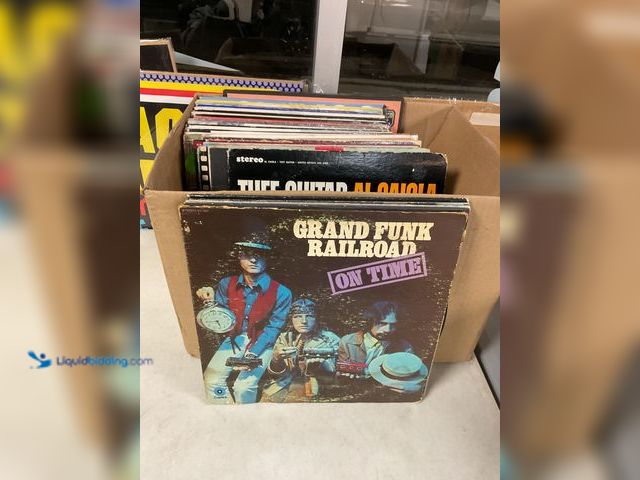 stereo
TUFF GUITAR AL CAIOLA
GRAND FUNK
RAILROAD
ON TIME
Liquidbidding.com